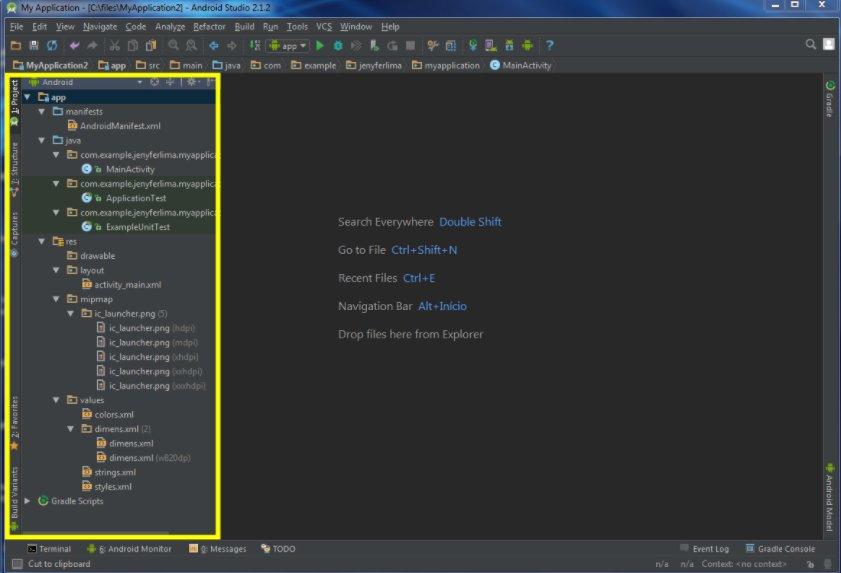 My Application - [C:\files\MyApplication2] - Android Studio 2.1.2
File Edit View Navigate Code Analyze Refactor Build Run Tools VCS Window Help
app
MyApplication2 app src main java com example jenyferlima myapplication MainActivity
1: Project
7: Structure
Captures
2: Favorites
Build Variants
Android
app
manifests
AndroidManifest.xml
java
com.example.jenyferlima.myapplica
MainActivity
com.example.jenyferlima.myapplica
ApplicationTest
com.example.jenyferlima.myapplica
ExampleUnitTest
res
drawable
layout
activity_main.xml
mipmap
ic_launcher.png (5)
ic_launcher.png (hdpi)
ic_launcher.png (mdpi)
ic_launcher.png (xhdpi)
ic_launcher.png (xxhdpi)
ic_launcher.png (xxxhdpi)
values
colors.xml
dimens.xml (2)
dimens.xml
dimens.xml (w820dp)
strings.xml
styles.xml
Gradle Scripts
Search Everywhere Double Shift
Go to File Ctrl+Shift+N
Recent Files Ctrl+E
Navigation Bar Alt+Início
Drop files here from Explorer
Gradle
Android Model
Terminal 6: Android Monitor 0: Messages TODO Event Log Gradle Console
Cut to clipboard n/a n/a Context: <no context>